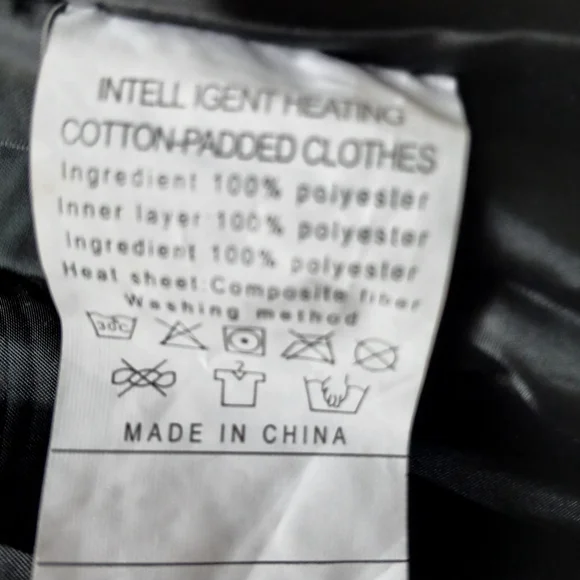 INTELL IGENT HEATING
COTTON-PADDED CLOTHES
Ingredient 100% polyester
Inner layer 100% polyester
Ingredient 100% polyester
Heat sheet:Composite fiber
Washing method
30C
MADE IN CHINA